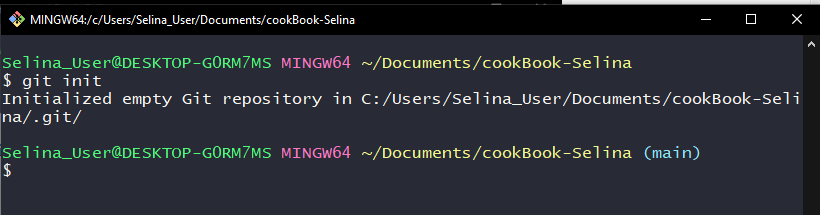 MINGW64:/c/Users/Selina_User/Documents/cookBook-Selina
Selina_User@DESKTOP-G0RM7MS MINGW64 ~/Documents/cookBook-Selina
$ git init
Initialized empty Git repository in C:/Users/Selina_User/Documents/cookBook-Seli
na/.git/
Selina_User@DESKTOP-G0RM7MS MINGW64 ~/Documents/cookBook-Selina (main)
$